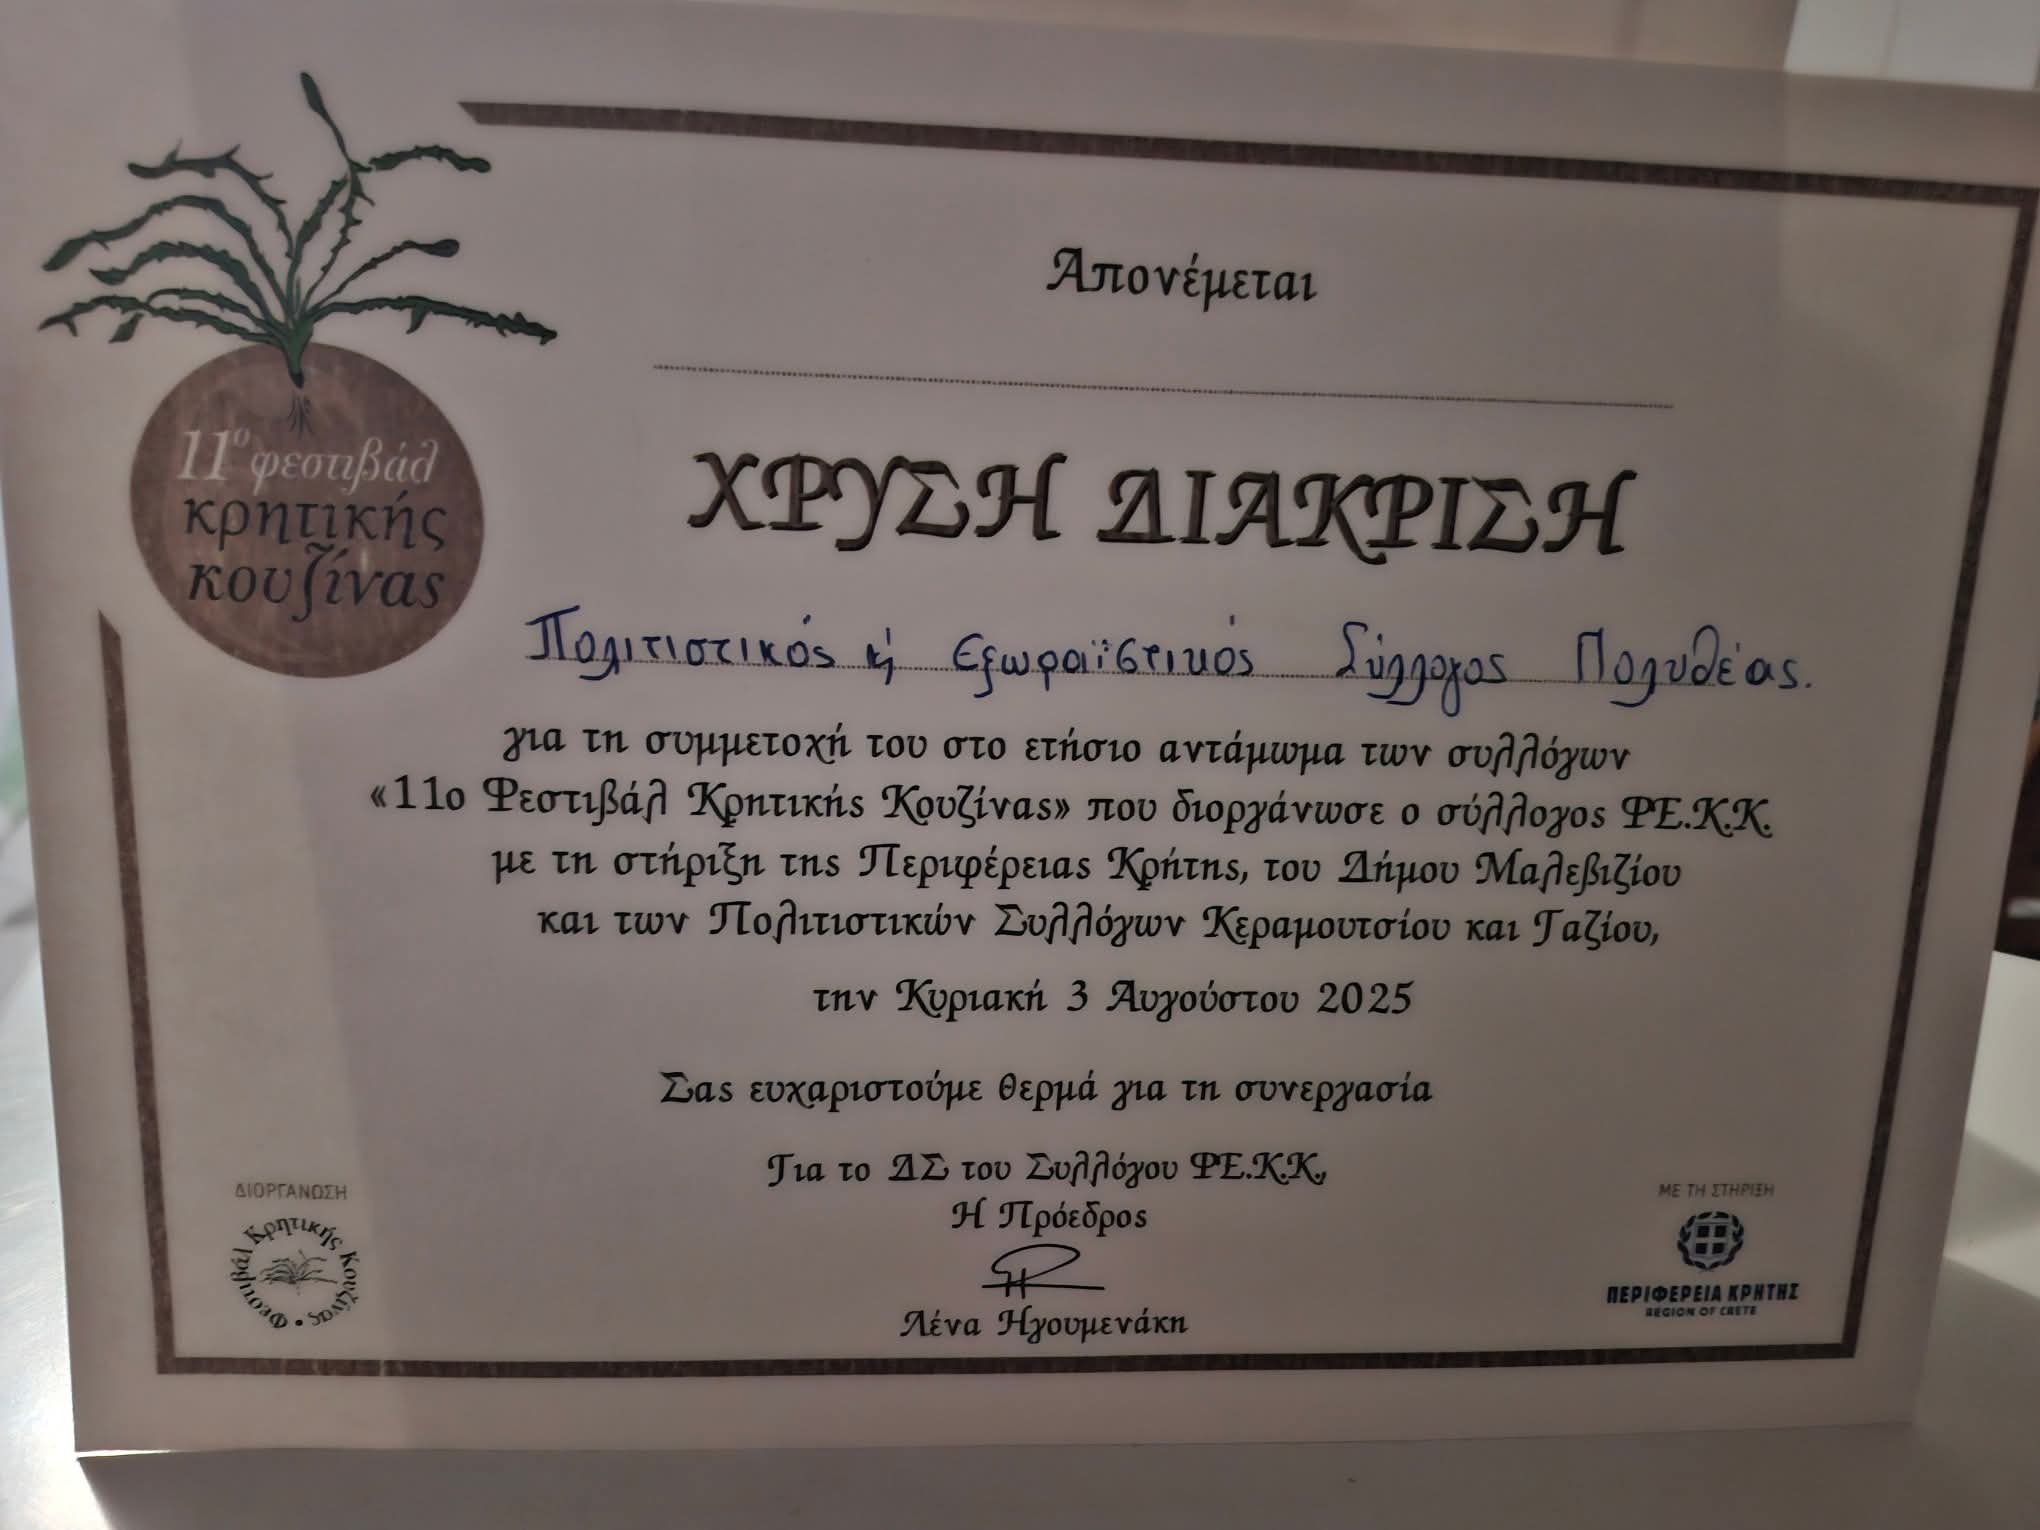 Απονέμεται
11ο φεστιβάλ
κρητικής
κουζίνας
ΧΡΥΣΗ ΔΙΑΚΡΙΣΗ
Πολιτιστικός κ' Εξωραϊστικός Σύλλογος Πολυθέας.
για τη συμμετοχή του στο ετήσιο αντάμωμα των συλλόγων
«11ο Φεστιβάλ Κρητικής Κουζίνας» που διοργάνωσε ο σύλλογος ΦΕ.Κ.Κ.
με τη στήριξη της Περιφέρειας Κρήτης, του Δήμου Μαλεβιζίου
και των Πολιτιστικών Συλλόγων Κεραμουτσίου και Γαζίου,
την Κυριακή 3 Αυγούστου 2025
Σας ευχαριστούμε θερμά για τη συνεργασία
Για το ΔΣ του Συλλόγου ΦΕ.Κ.Κ.,
Η Πρόεδρος
Λένα Ηγουμενάκη
ΔΙΟΡΓΑΝΩΣΗ
Φεστιβάλ Κρητικής Κουζίνας •
ΜΕ ΤΗ ΣΤΗΡΙΞΗ
ΠΕΡΙΦΕΡΕΙΑ ΚΡΗΤΗΣ
REGION OF CRETE